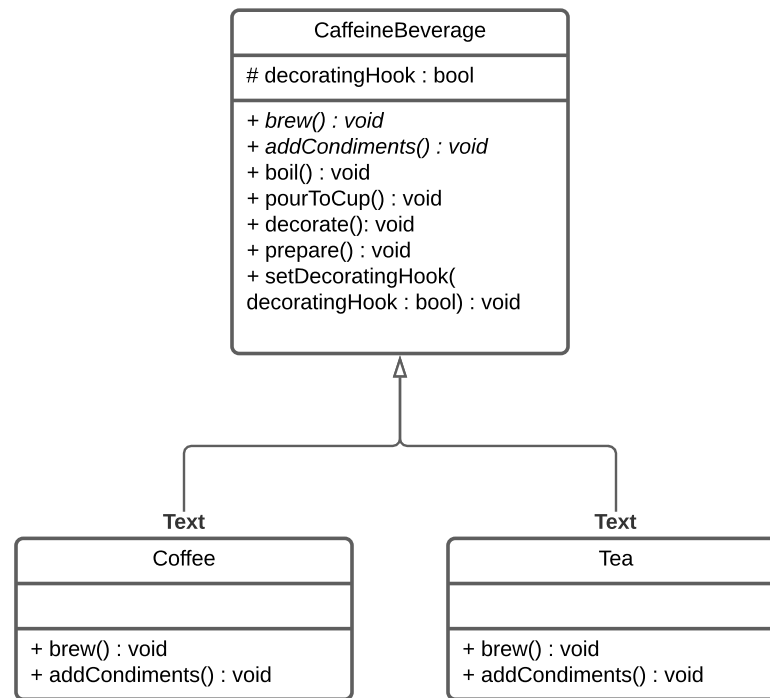 CaffeineBeverage
# decoratingHook : bool
+ brew() : void
+ addCondiments() : void
+ boil() : void
+ pourToCup() : void
+ decorate(): void
+ prepare() : void
+ setDecoratingHook(
decoratingHook : bool) : void
Text
Text
Coffee
+ brew() : void
+ addCondiments() : void
Tea
+ brew() : void
+ addCondiments() : void